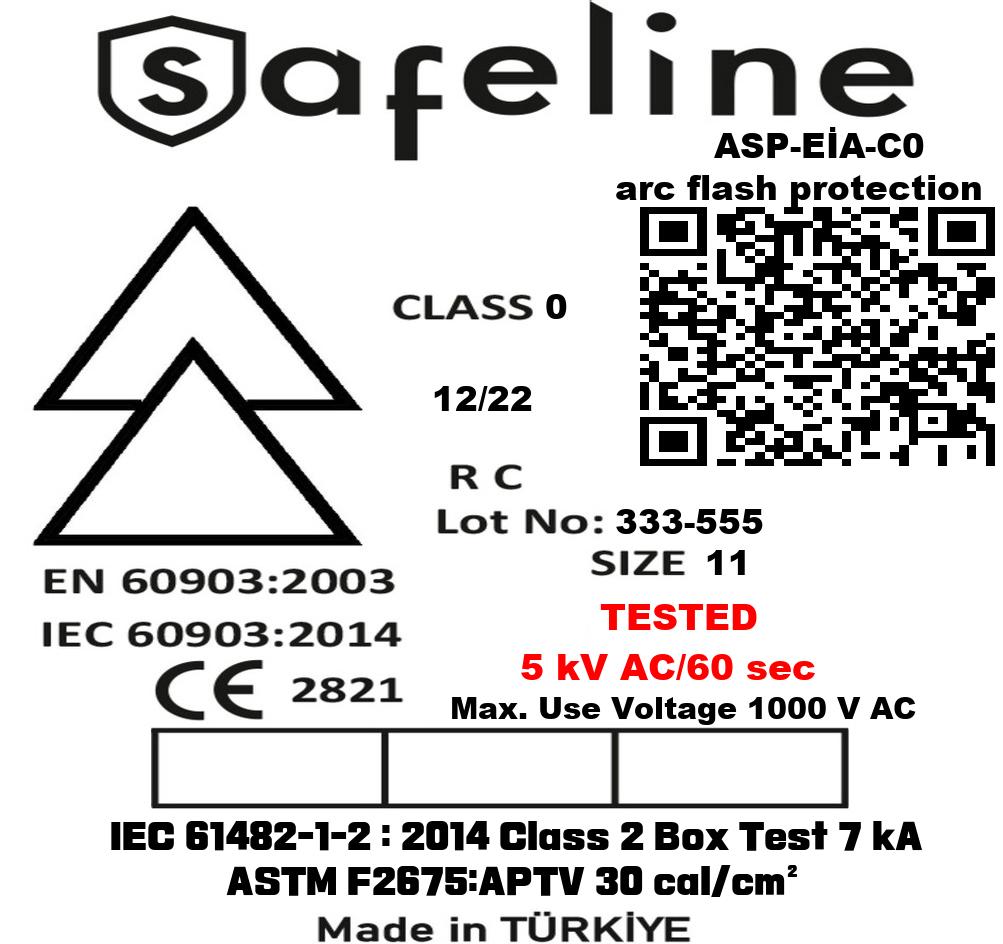 safeline
ASP-EİA-C0
arc flash protection
CLASS 0
12/22
R C
Lot No: 333-555
SIZE 11
EN 60903:2003
IEC 60903:2014
TESTED
5 kV AC/60 sec
CE 2821
Max. Use Voltage 1000 V AC
IEC 61482-1-2 : 2014 Class 2 Box Test 7 kA
ASTM F2675:APTV 30 cal/cm²
Made in TÜRKİYE